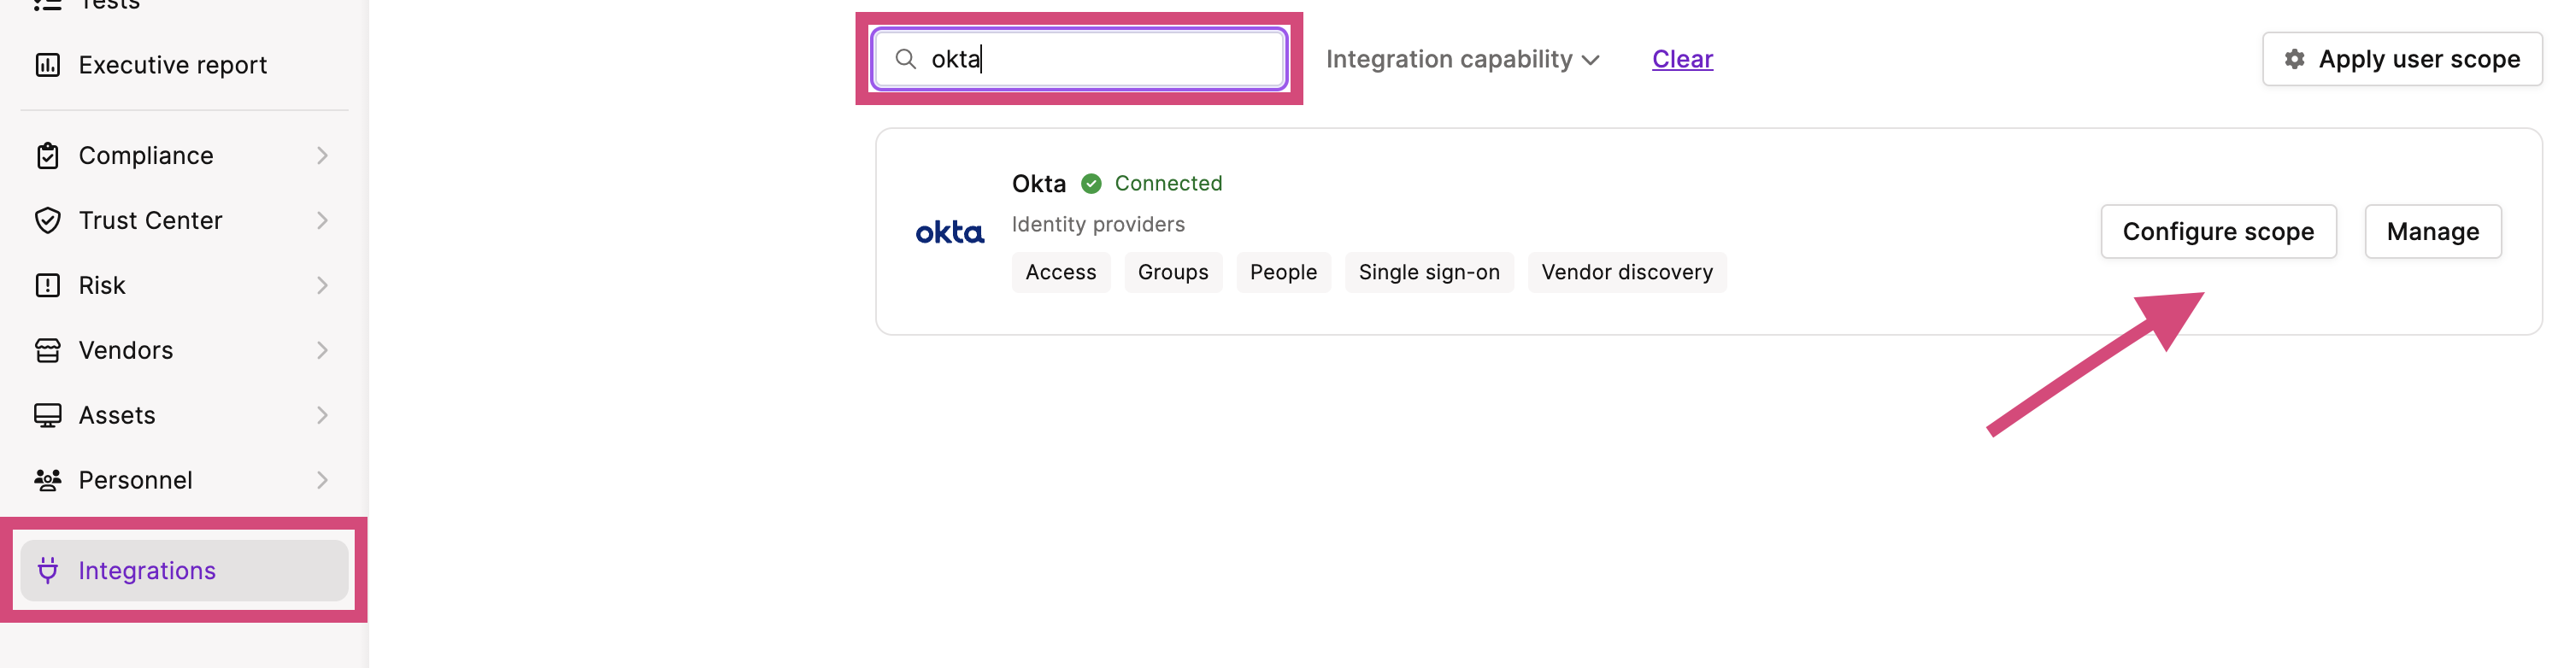 Tests
Executive report
Compliance
Trust Center
Risk
Vendors
Assets
Personnel
Integrations
okta
Integration capability
Clear
Apply user scope
Okta
Connected
okta
Identity providers
Access
Groups
People
Single sign-on
Vendor discovery
Configure scope
Manage